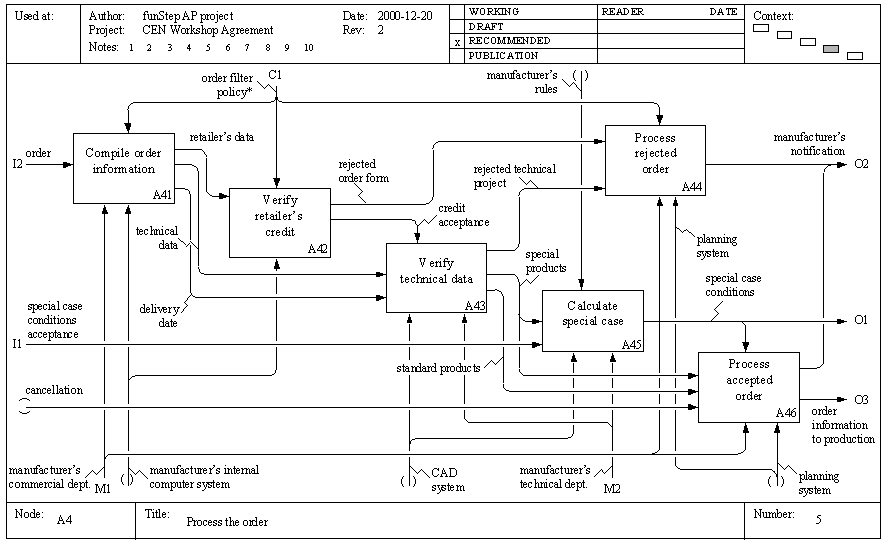 Used at:
Author: funStep AP project
Date: 2000-12-20
Project: CEN Workshop Agreement
Rev: 2
Notes: 1 2 3 4 5 6 7 8 9 10
WORKING
DRAFT
x RECOMMENDED
PUBLICATION
READER DATE
Context:
order filter
policy*
C1
manufacturer's
rules
( )
I2
order
Compile order
information
A41
retailer's data
Verify
retailer's
credit
A42
rejected
order form
rejected technical
project
Process
rejected
order
A44
manufacturer's
notification
O2
technical
data
credit
acceptance
Verify
technical data
A43
special
products
planning
system
delivery
date
special case
conditions
acceptance
I1
Calculate
special case
A45
special case
conditions
O1
standard products
Process
accepted
order
A46
cancellation
O3
order
information
to production
manufacturer's
commercial dept.
M1
( )
manufacturer's internal
computer system
( )
CAD
system
manufacturer's
technical dept.
M2
( )
planning
system
Node: A4
Title: Process the order
Number: 5